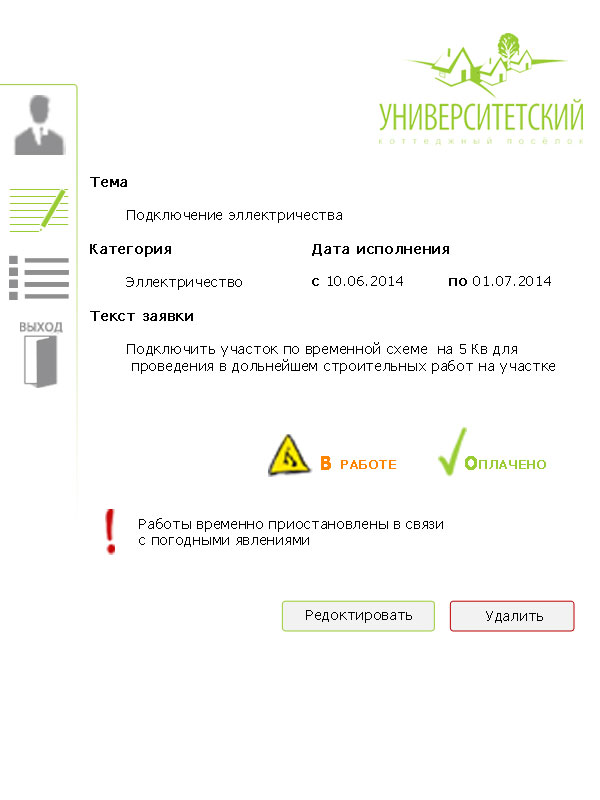 УНИВЕРСИТЕТСКИЙ
коттеджный поселок
Тема
Подключение эллектричества
Категория
Дата исполнения
Эллектричество
с 10.06.2014 по 01.07.2014
Текст заявки
ВЫХОД
Подключить участок по временной схеме на 5 Кв для
проведения в дольнейшем строительных работ на участке
В РАБОТЕ
ОПЛАЧЕНО
Работы временно приостановлены в связи
с погодными явлениями
Редоктировать
Удалить